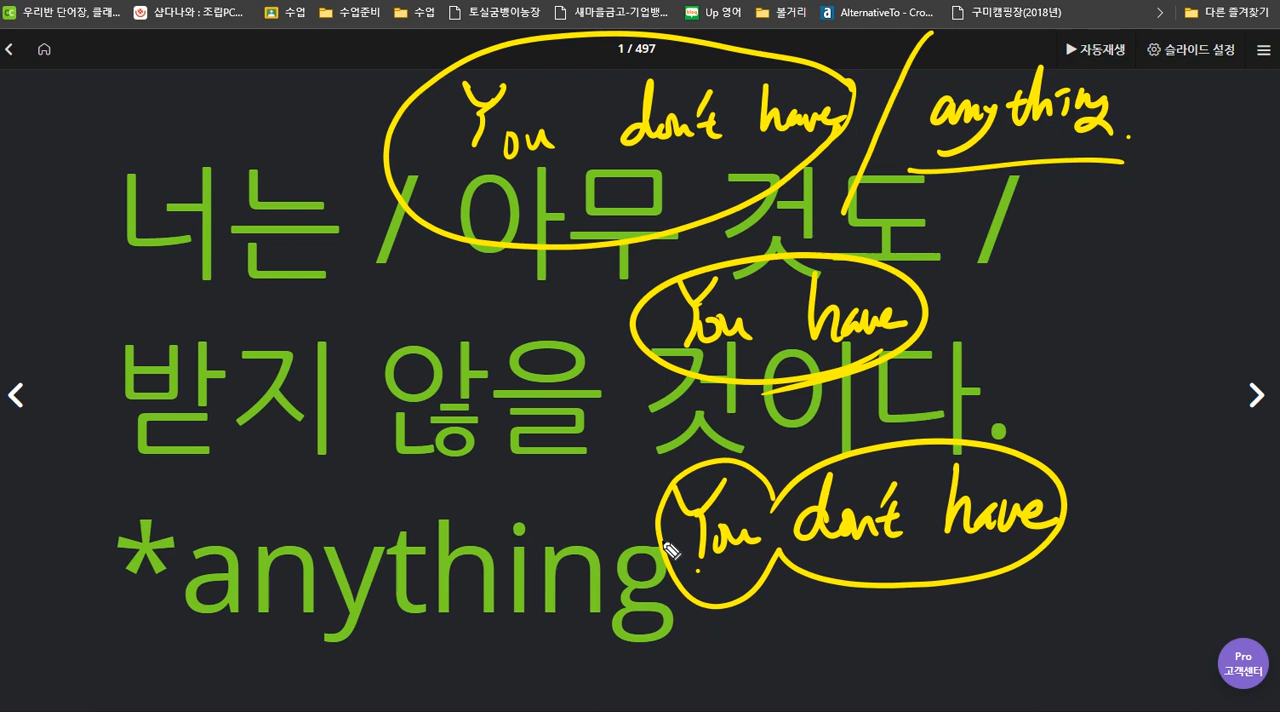 우리반 단어장, 클래... 샵다나와 : 조립PC... 수업 수업준비 수업 토실굼벵이농장 새마을금고-기업뱅... blog Up 영어 볼거리 a AlternativeTo - Cro... 구미캠핑장(2018년) 다른 즐겨찾기
1 / 497 자동재생 슬라이드 설정
You don't have / anything.
너는 / 아무 것도 /
You have
받지 않을 것이다.
You don't have
*anything
Pro
고객센터